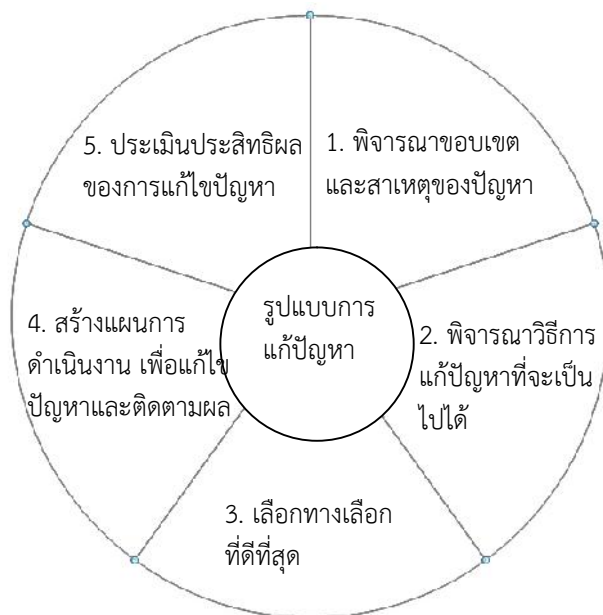 รูปแบบการ
แก้ปัญหา
1. พิจารณาขอบเขต
และสาเหตุของปัญหา
2. พิจารณาวิธีการ
แก้ปัญหาที่จะเป็น
ไปได้
3. เลือกทางเลือก
ที่ดีที่สุด
4. สร้างแผนการ
ดำเนินงาน เพื่อแก้ไข
ปัญหาและติดตามผล
5. ประเมินประสิทธิผล
ของการแก้ไขปัญหา